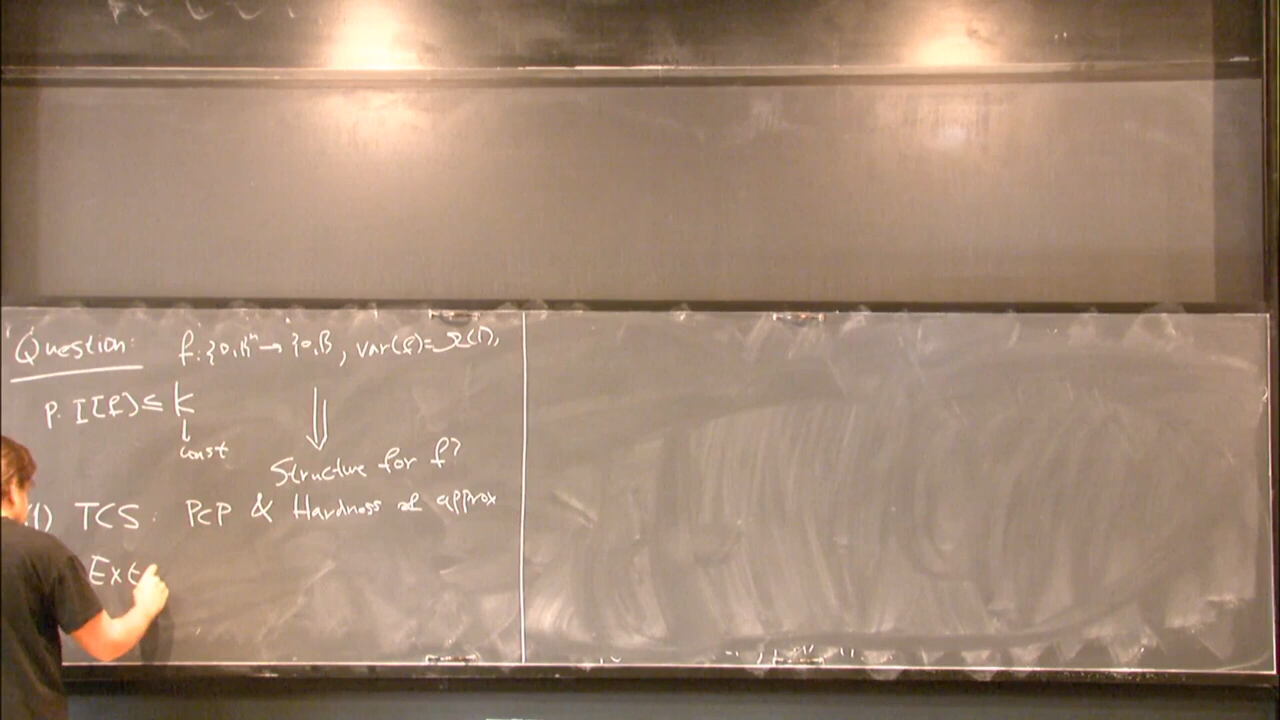 Question: f: {0,1}ⁿ → {0,1}, var(f)=Ω(1),
p. I[f] ≤ K
const
⇓
Structure for f?
(1) TCS: PCP & Hardness of approx
Ext